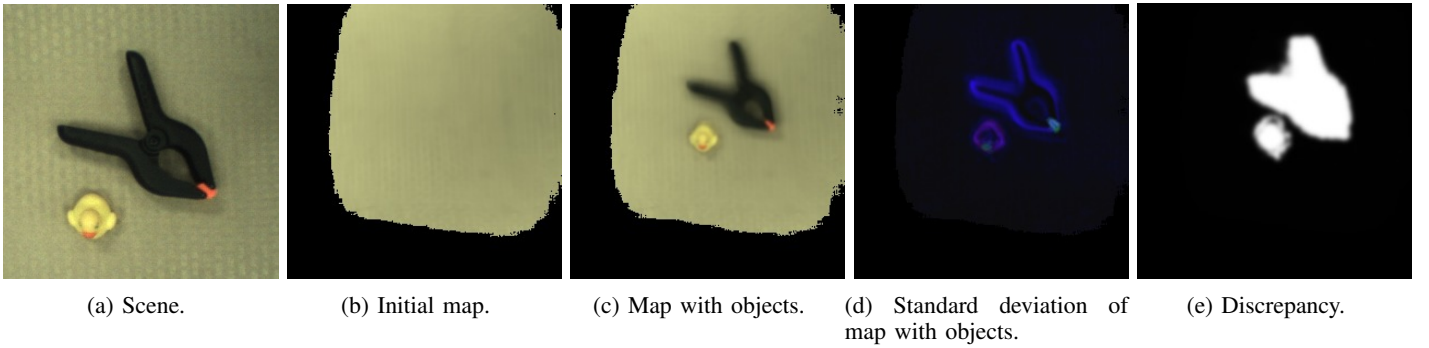 (a) Scene.
(b) Initial map.
(c) Map with objects.
(d) Standard deviation of
map with objects.
(e) Discrepancy.